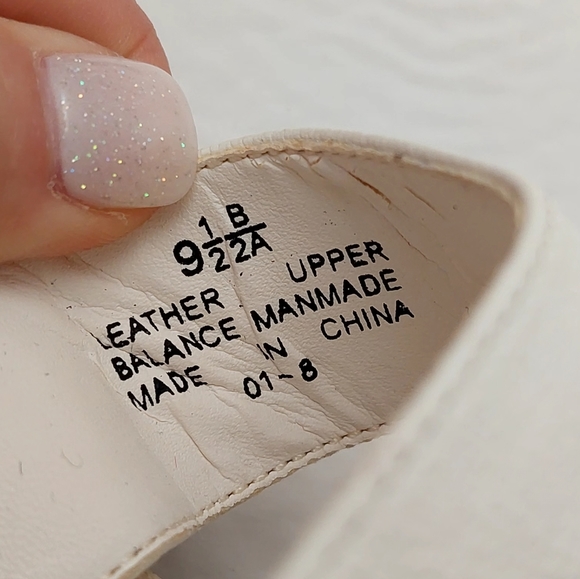 9 1/2 B/2A
LEATHER UPPER
BALANCE MANMADE
MADE IN CHINA
01-8